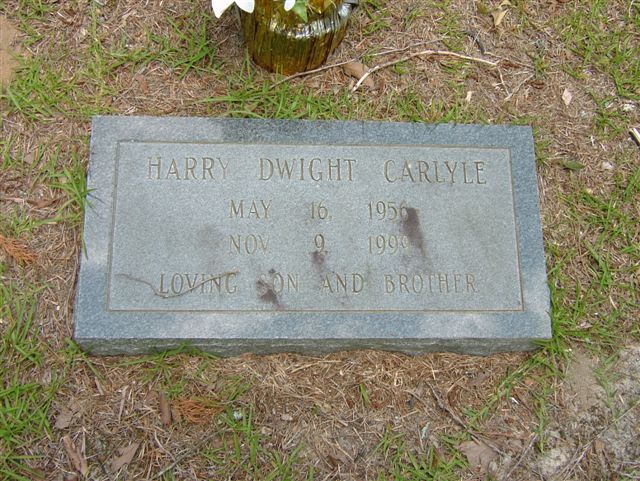 HARRY DWIGHT CARLYLE
MAY 16, 1956
NOV 9, 1999
LOVING SON AND BROTHER